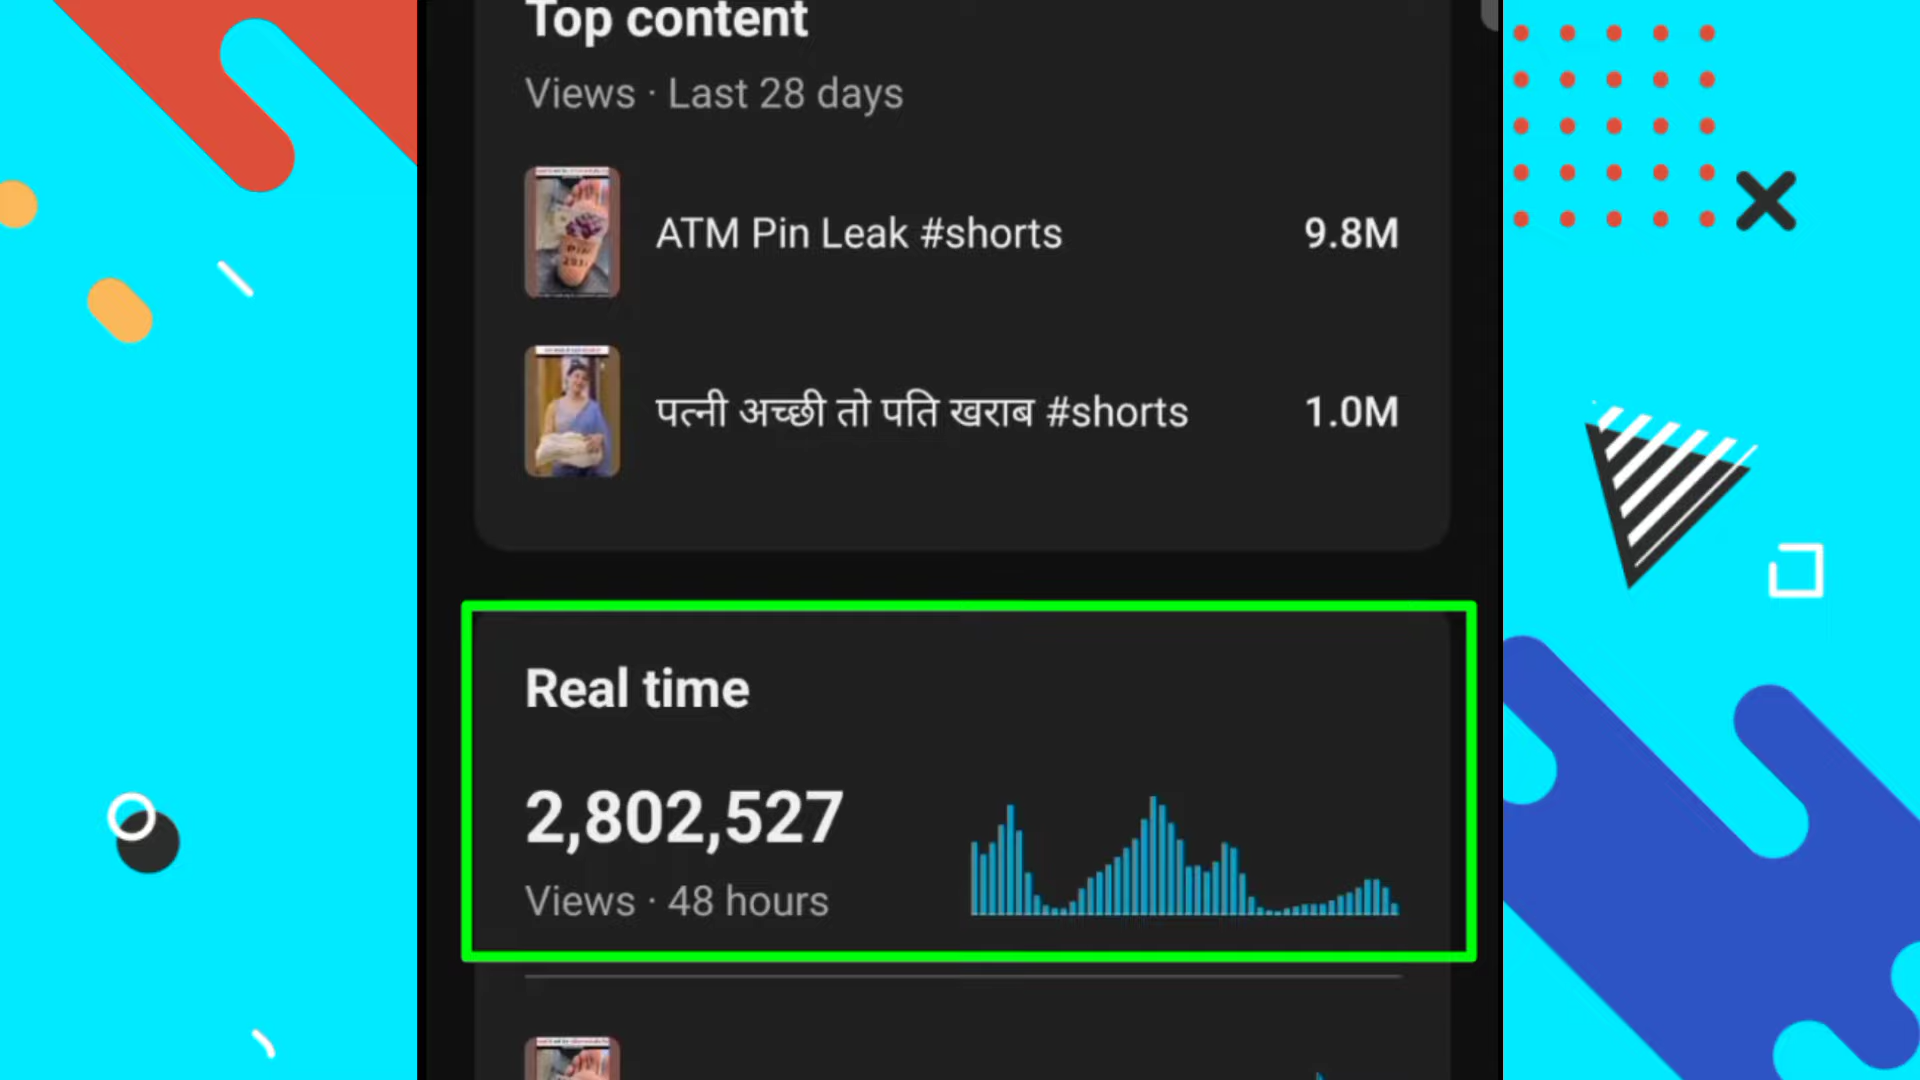 Top content
Views · Last 28 days
ATM Pin Leak #shorts 9.8M
पत्नी अच्छी तो पति खराब #shorts 1.0M
Real time
2,802,527
Views · 48 hours